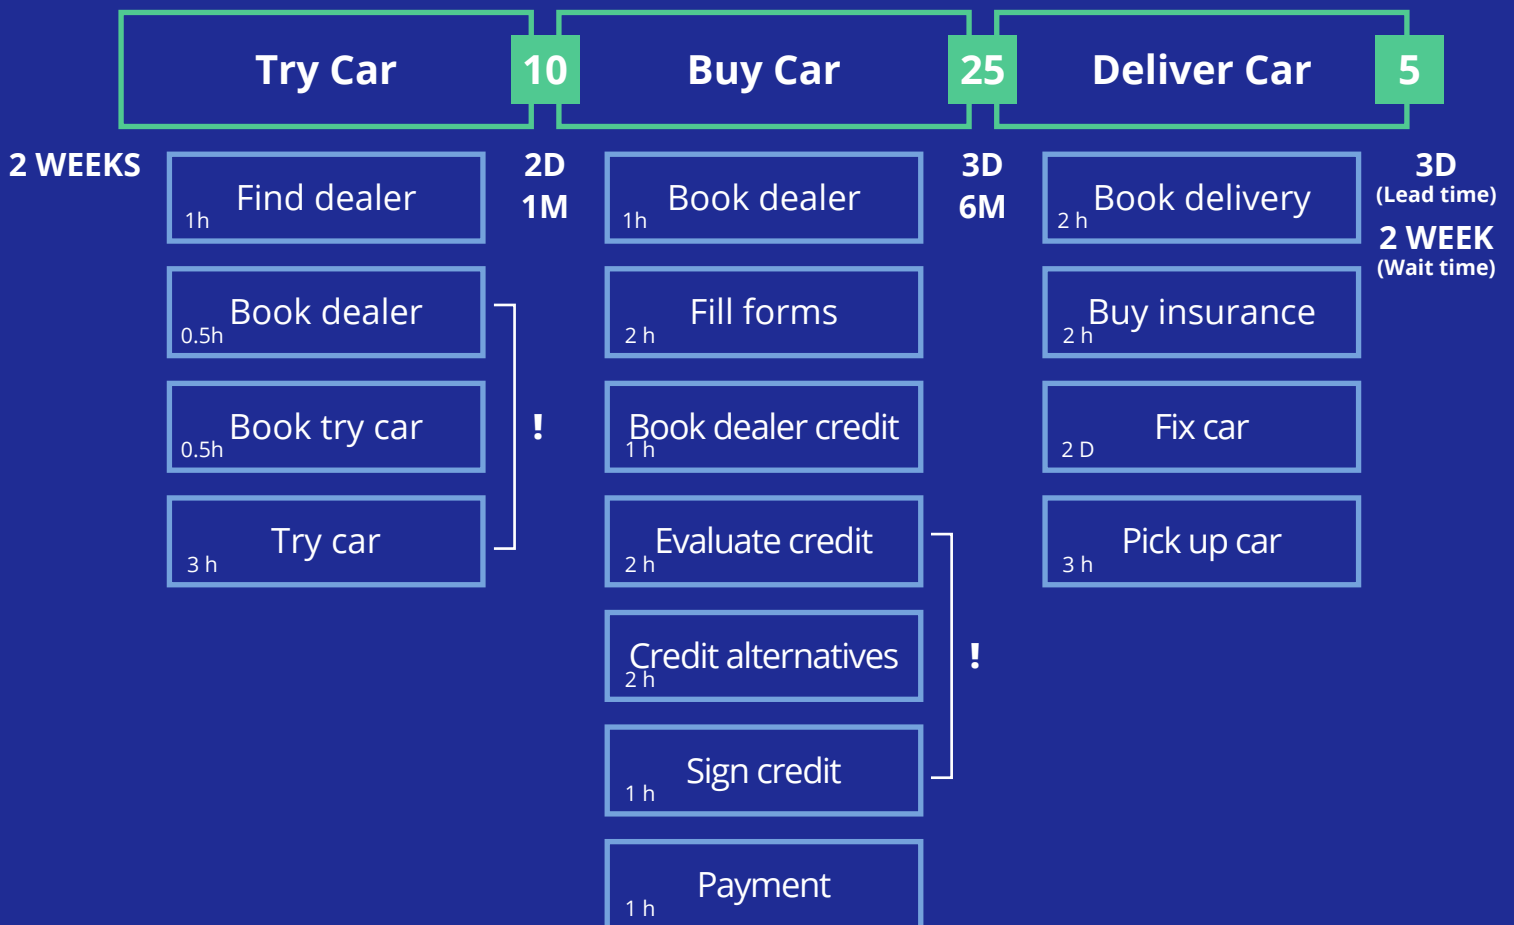 Try Car
10
Buy Car
25
Deliver Car
5
2 WEEKS
Find dealer
1h
Book dealer
0.5h
Book try car
0.5h
Try car
3 h
!
2D
1M
Book dealer
1h
Fill forms
2 h
Book dealer credit
1 h
Evaluate credit
2 h
Credit alternatives
2 h
Sign credit
1 h
Payment
1 h
!
3D
6M
Book delivery
2 h
Buy insurance
2 h
Fix car
2 D
Pick up car
3 h
3D
(Lead time)
2 WEEK
(Wait time)